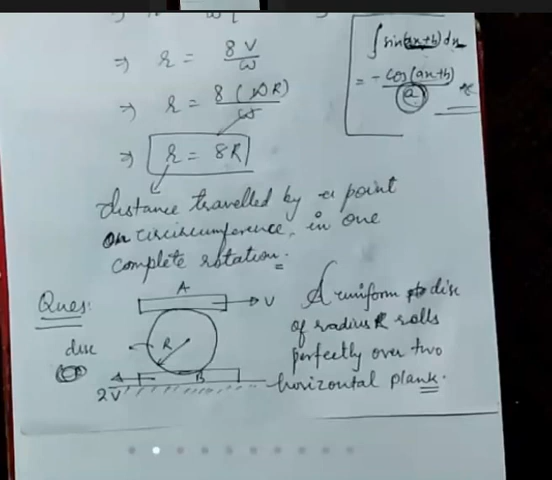 ⇒ r = 8V/ω
⇒ r = 8(ωR)/ω
⇒ r = 8R
∫sin(ax+b)dx
= -cos(ax+b)/a
distance travelled by a point
on circircumference, in one
complete rotation.
Ques:
A
V
disc
R
B
2V
A uniform disc
of radius R rolls
perfectly over two
horizontal plank.